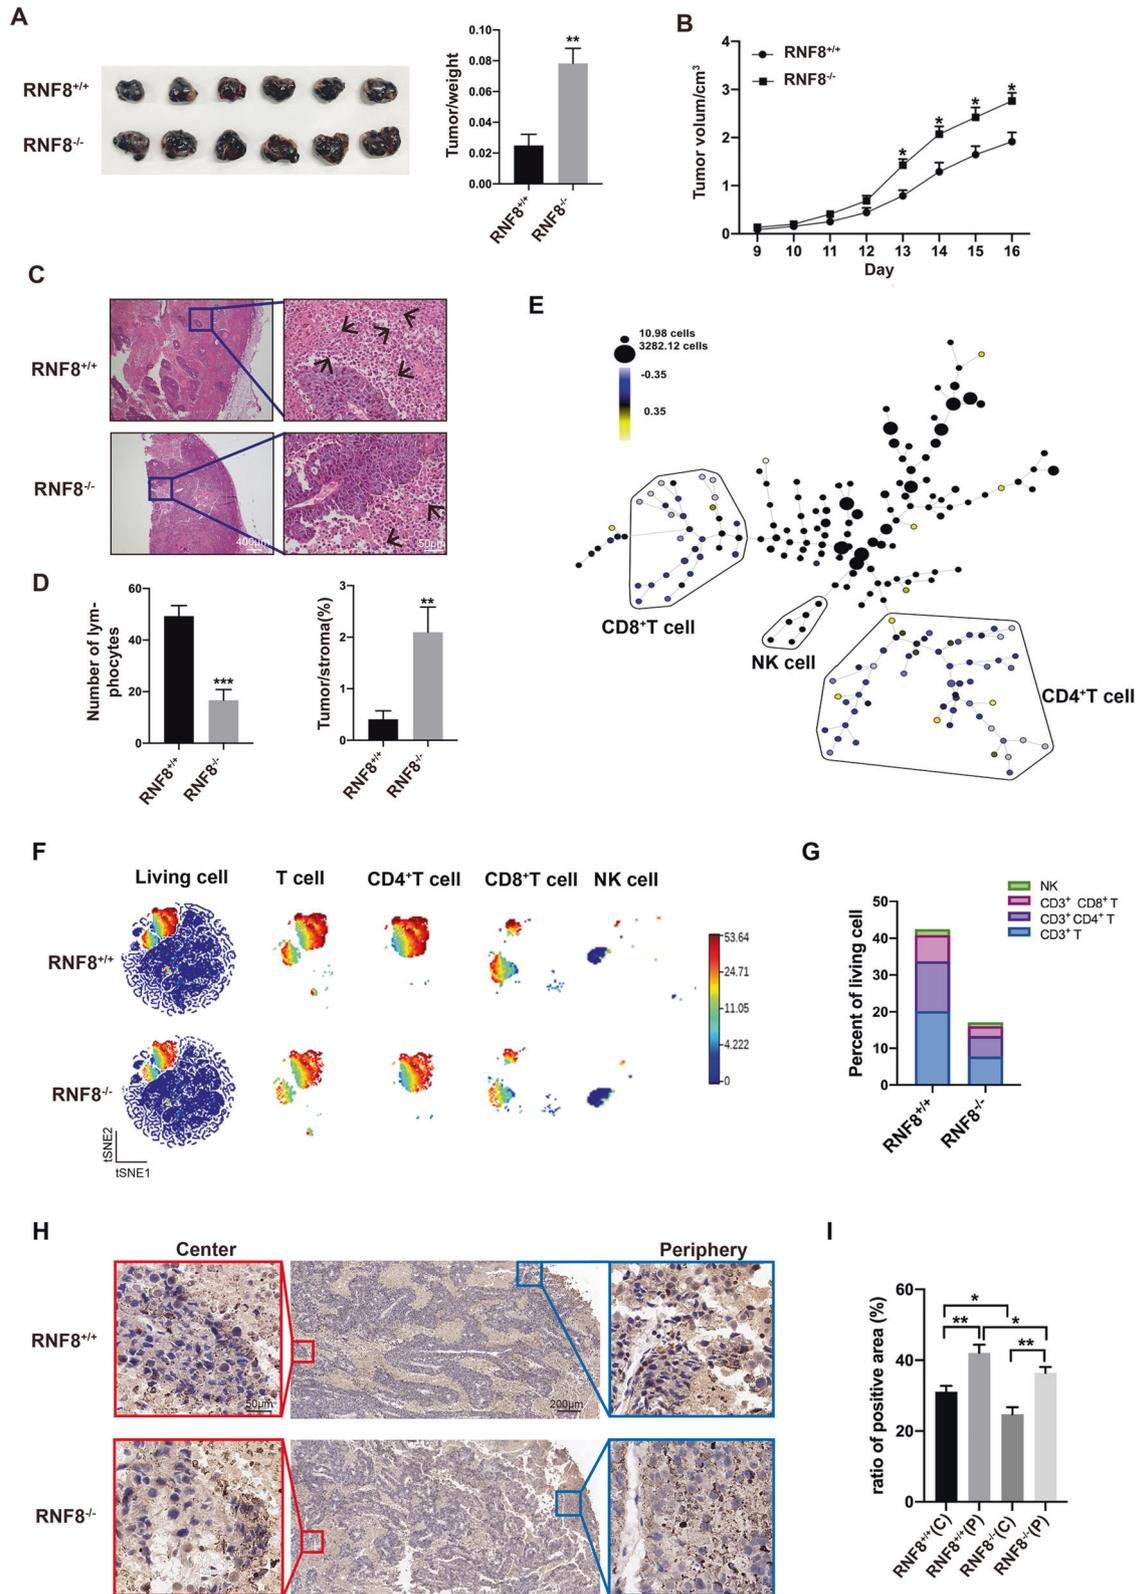 A
RNF8+/+
RNF8-/-
Tumor/weight
0.10
0.08
0.06
0.04
0.02
0.00
**
RNF8+/+
RNF8-/-
B
Tumor volum/cm3
4
3
2
1
0
RNF8+/+
RNF8-/-
*
*
*
*
9 10 11 12 13 14 15 16
Day
C
RNF8+/+
RNF8-/-
400μm
50μm
D
Number of lym-
phocytes
60
40
20
0
***
RNF8+/+
RNF8-/-
Tumor/stroma(%)
3
2
1
0
**
RNF8+/+
RNF8-/-
E
10.98 cells
3282.12 cells
-0.35
0.35
CD8+T cell
NK cell
CD4+T cell
F
Living cell T cell CD4+T cell CD8+T cell NK cell
RNF8+/+
RNF8-/-
53.64
24.71
11.05
4.222
0
tSNE2
tSNE1
G
Percent of living cell
50
40
30
20
10
0
RNF8+/+
RNF8-/-
NK
CD3+ CD8+ T
CD3+ CD4+ T
CD3+ T
H
Center
Periphery
RNF8+/+
50μm
200μm
RNF8-/-
I
ratio of positive area (%)
60
40
20
0
*
**
*
**
RNF8+/+(C)
RNF8+/+(P)
RNF8-/-(C)
RNF8-/-(P)